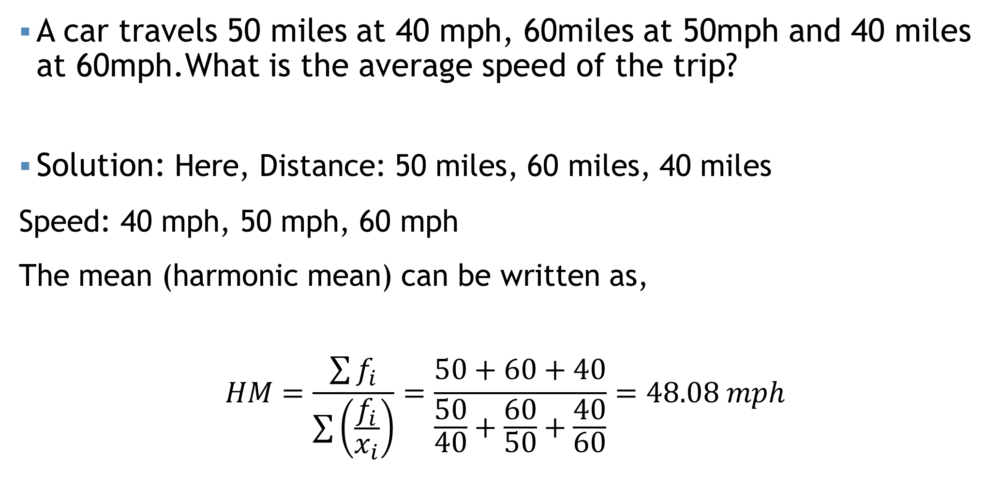 ▪ A car travels 50 miles at 40 mph, 60miles at 50mph and 40 miles
at 60mph.What is the average speed of the trip?
▪ Solution: Here, Distance: 50 miles, 60 miles, 40 miles
Speed: 40 mph, 50 mph, 60 mph
The mean (harmonic mean) can be written as,
$HM = \frac{\sum f_i}{\sum \left(\frac{f_i}{x_i}\right)} = \frac{50 + 60 + 40}{\frac{50}{40} + \frac{60}{50} + \frac{40}{60}} = 48.08 \, mph$